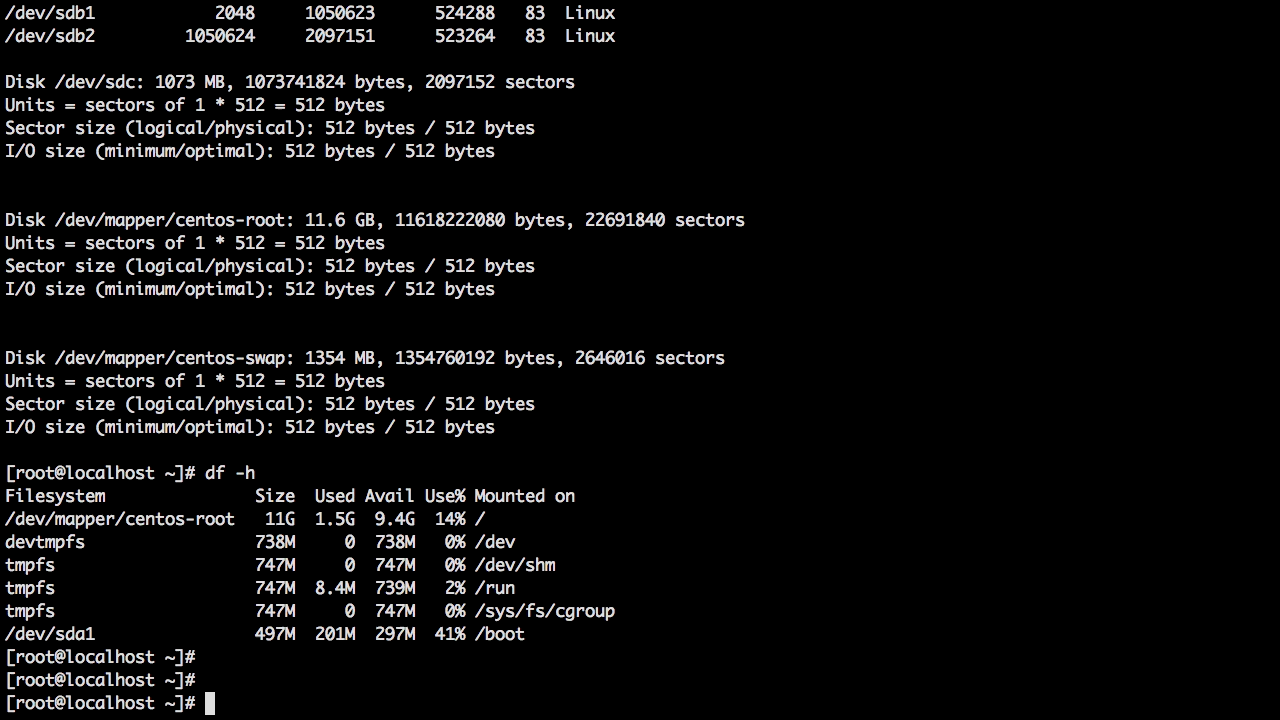 /dev/sdb1            2048     1050623      524288   83  Linux
/dev/sdb2         1050624     2097151      523264   83  Linux

Disk /dev/sdc: 1073 MB, 1073741824 bytes, 2097152 sectors
Units = sectors of 1 * 512 = 512 bytes
Sector size (logical/physical): 512 bytes / 512 bytes
I/O size (minimum/optimal): 512 bytes / 512 bytes


Disk /dev/mapper/centos-root: 11.6 GB, 11618222080 bytes, 22691840 sectors
Units = sectors of 1 * 512 = 512 bytes
Sector size (logical/physical): 512 bytes / 512 bytes
I/O size (minimum/optimal): 512 bytes / 512 bytes


Disk /dev/mapper/centos-swap: 1354 MB, 1354760192 bytes, 2646016 sectors
Units = sectors of 1 * 512 = 512 bytes
Sector size (logical/physical): 512 bytes / 512 bytes
I/O size (minimum/optimal): 512 bytes / 512 bytes

[root@localhost ~]# df -h
Filesystem               Size  Used Avail Use% Mounted on
/dev/mapper/centos-root   11G  1.5G  9.4G  14% /
devtmpfs                 738M     0  738M   0% /dev
tmpfs                    747M     0  747M   0% /dev/shm
tmpfs                    747M  8.4M  739M   2% /run
tmpfs                    747M     0  747M   0% /sys/fs/cgroup
/dev/sda1                497M  201M  297M  41% /boot
[root@localhost ~]#
[root@localhost ~]#
[root@localhost ~]#